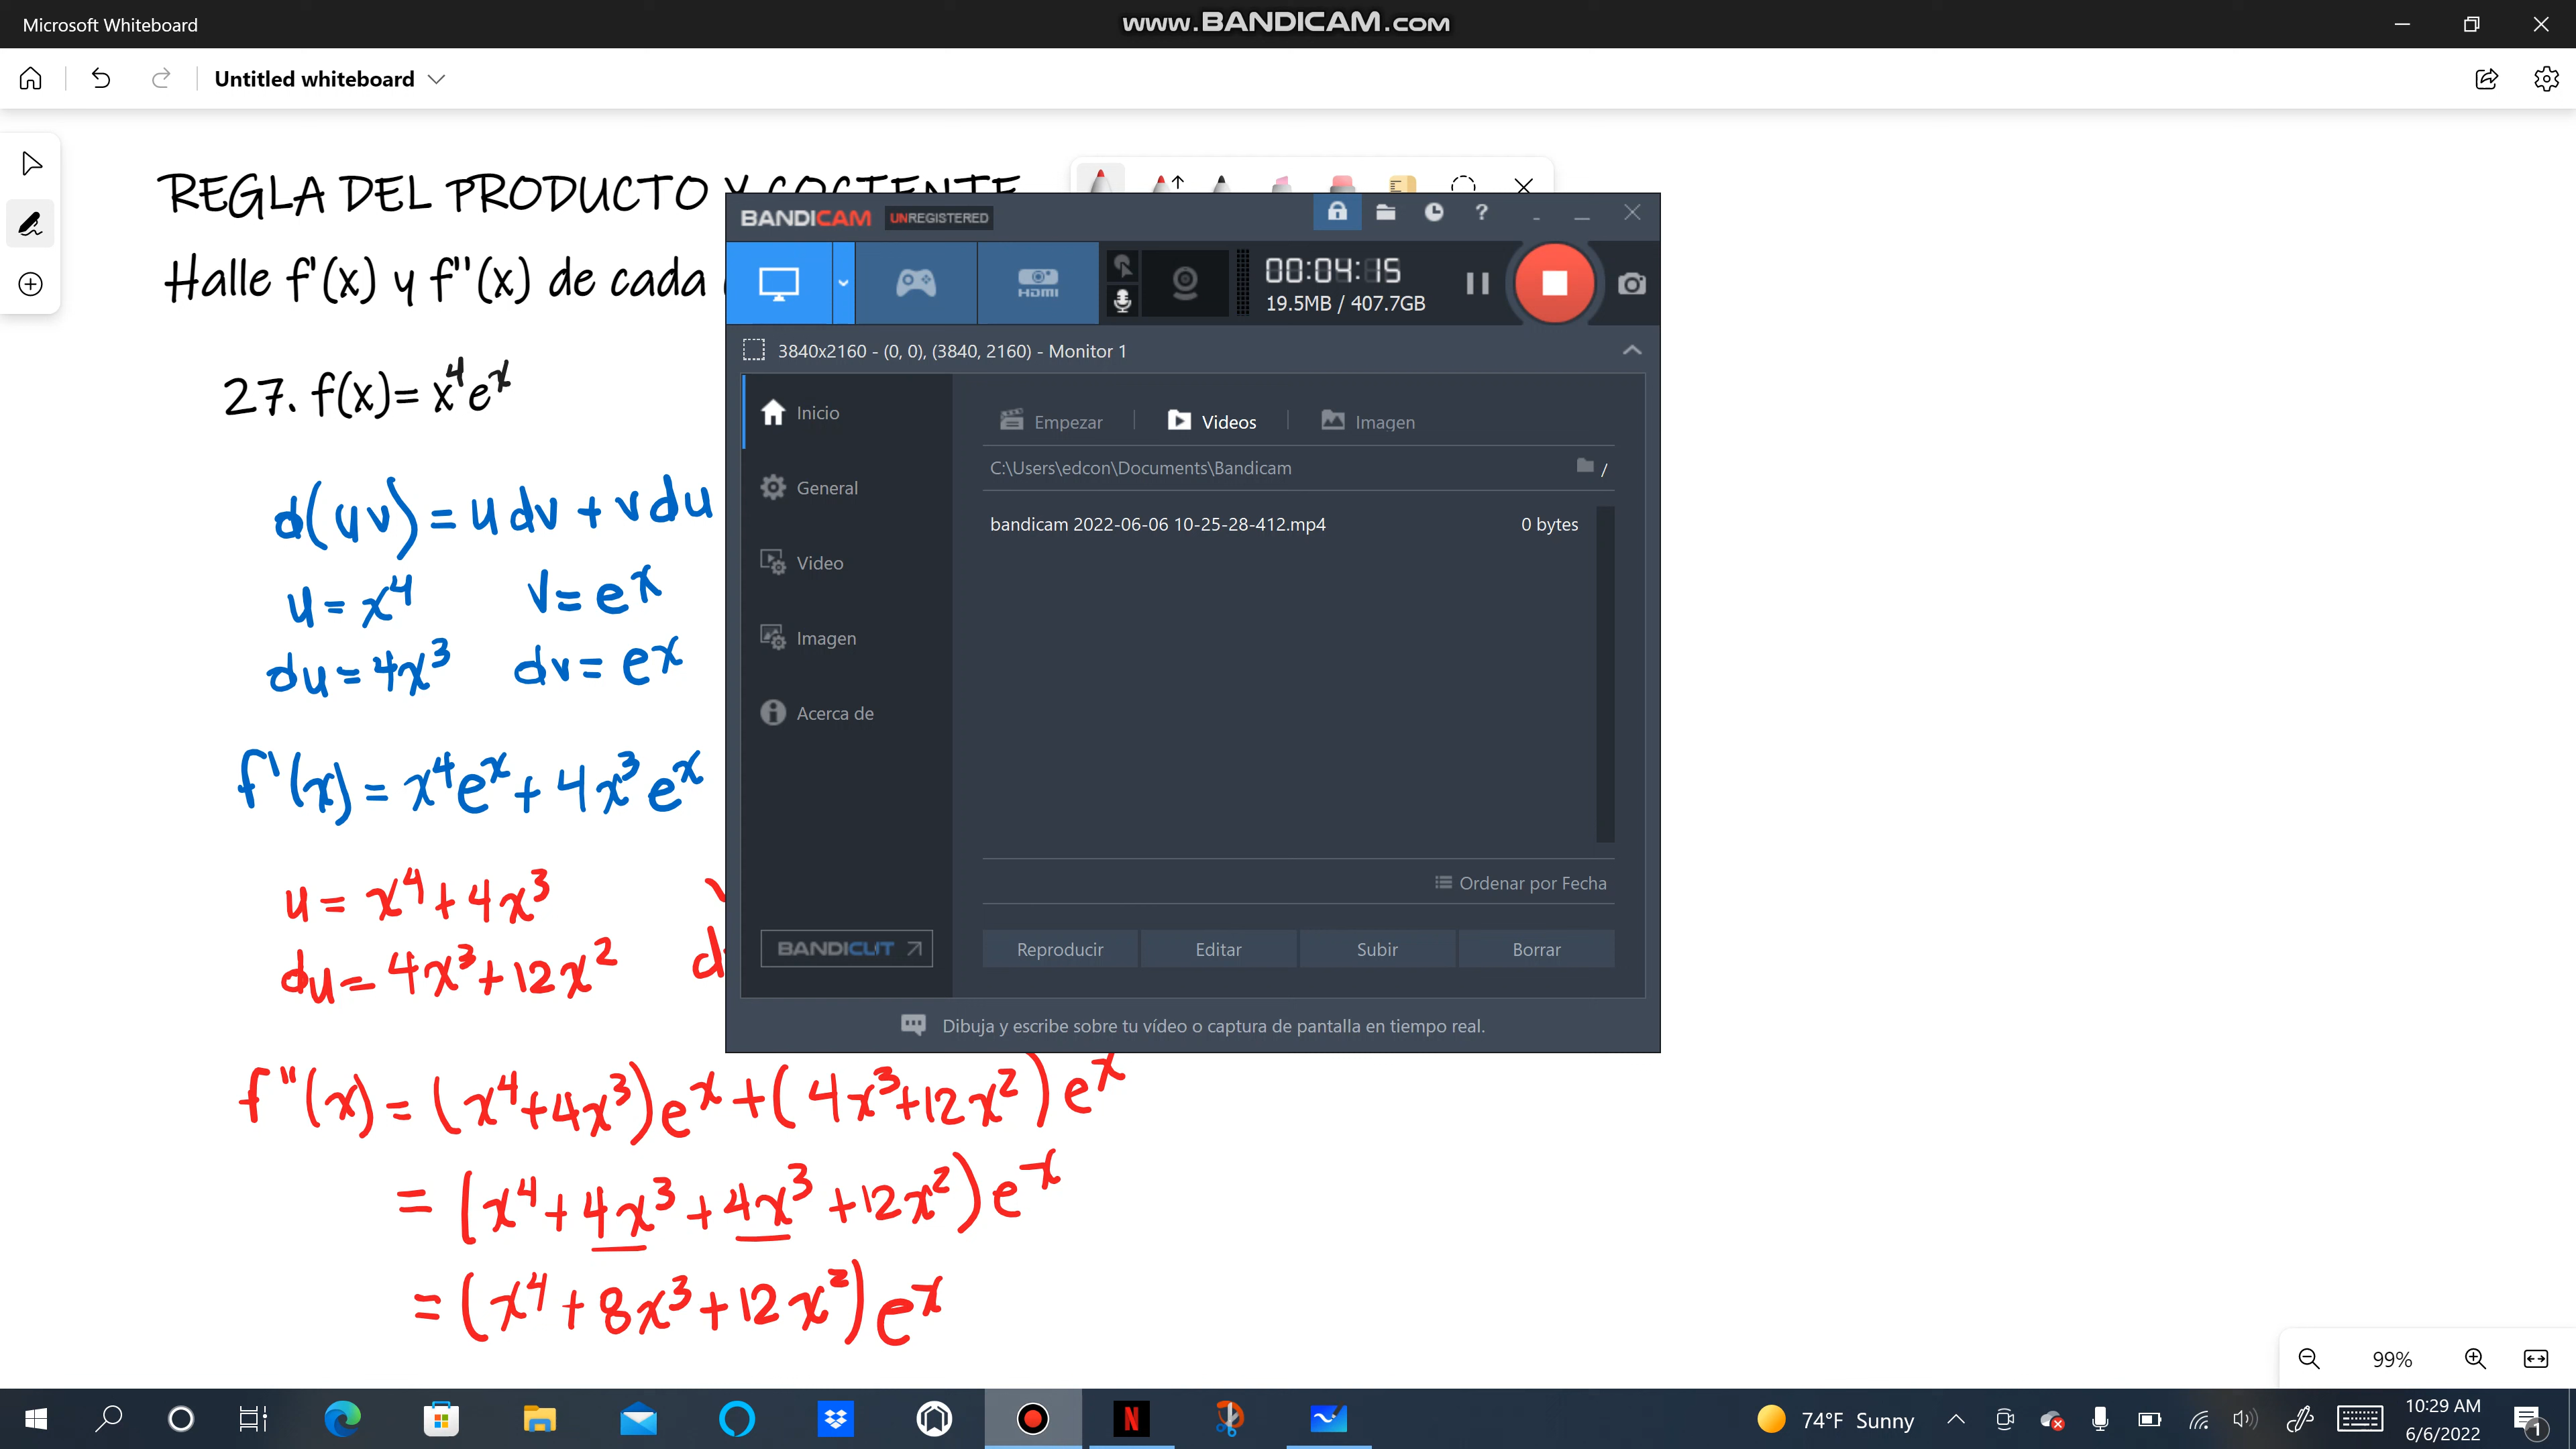 Microsoft Whiteboard
www.BANDICAM.com
Untitled whiteboard
REGLA DEL PRODUCTO Y COCIENTE
Halle f'(x) y f''(x) de cada
27. f(x)= x⁴eˣ
d(uv) = u dv + v du
u = x⁴ v = eˣ
du = 4x³ dv = eˣ
f'(x) = x⁴eˣ + 4x³eˣ
u = x⁴ + 4x³
du = 4x³ + 12x²
f''(x) = (x⁴+4x³)eˣ + (4x³+12x²)eˣ
= (x⁴ + 4x³ + 4x³ + 12x²)eˣ
= (x⁴ + 8x³ + 12x²)eˣ
BANDICAM UNREGISTERED
?
HDMI
00:04:15
19.5MB / 407.7GB
3840x2160 - (0, 0), (3840, 2160) - Monitor 1
Inicio
General
Video
Imagen
Acerca de
BANDICUT
Empezar Videos Imagen
C:\Users\edcon\Documents\Bandicam /
bandicam 2022-06-06 10-25-28-412.mp4 0 bytes
Ordenar por Fecha
Reproducir Editar Subir Borrar
Dibuja y escribe sobre tu vídeo o captura de pantalla en tiempo real.
99%
74°F Sunny
10:29 AM
6/6/2022
1